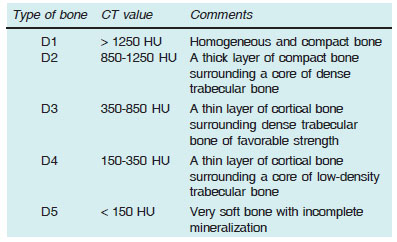 Type of bone CT value Comments
D1 > 1250 HU Homogeneous and compact bone
D2 850-1250 HU A thick layer of compact bone
surrounding a core of dense
trabecular bone
D3 350-850 HU A thin layer of cortical bone
surrounding dense trabecular
bone of favorable strength
D4 150-350 HU A thin layer of cortical bone
surrounding a core of low-density
trabecular bone
D5 < 150 HU Very soft bone with incomplete
mineralization